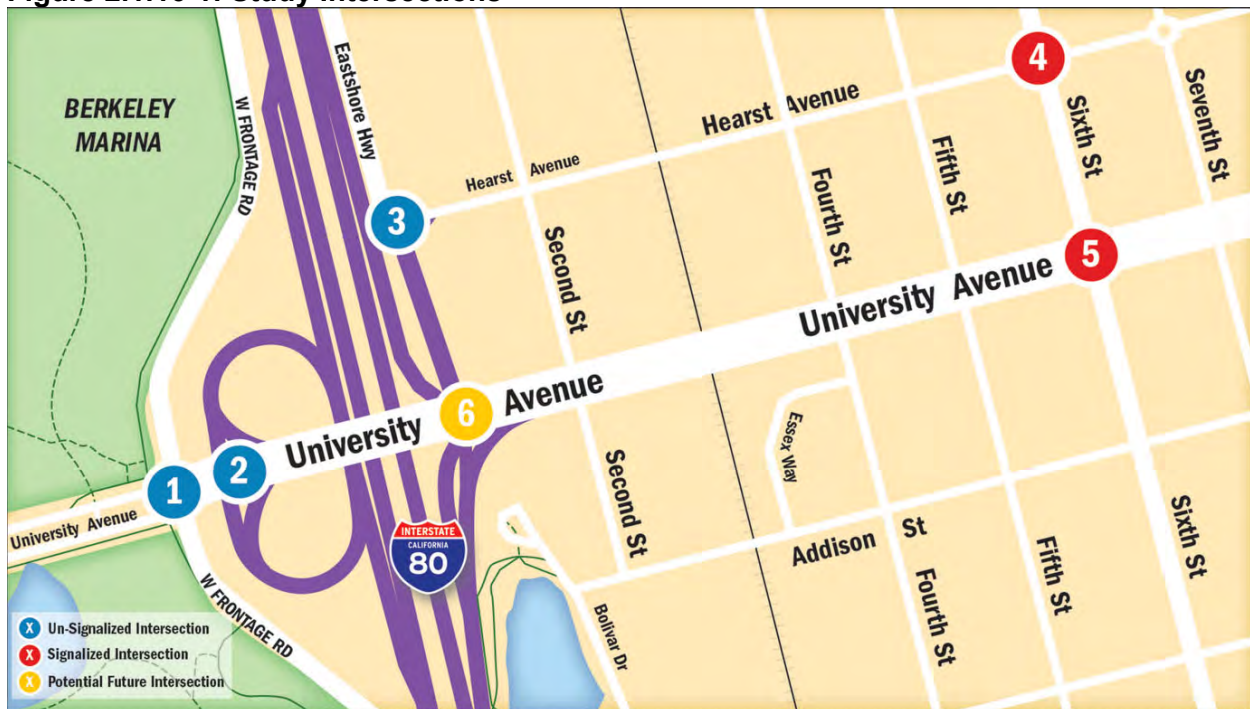 BERKELEY
MARINA
W FRONTAGE RD
Eastshore Hwy
Hearst Avenue
Hearst Avenue
4
Sixth St
Seventh St
3
Second St
Fourth St
Fifth St
5
University Avenue
6
University Avenue
2
1
University Avenue
Essex Way
Second St
Addison St
INTERSTATE
CALIFORNIA
80
W FRONTAGE RD
Bolivar Dr
Fourth St
Fifth St
Sixth St
X Un-Signalized Intersection
X Signalized Intersection
X Potential Future Intersection